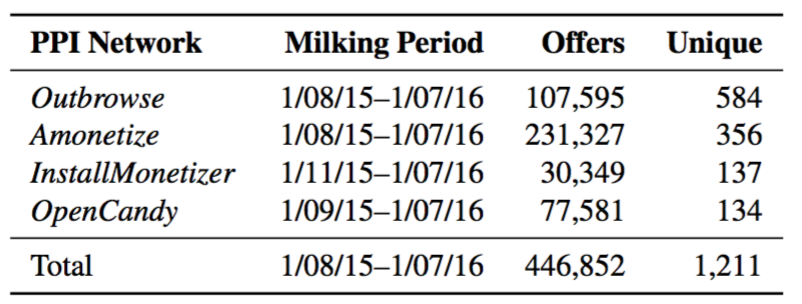 PPI Network Milking Period Offers Unique
Outbrowse 1/08/15–1/07/16 107,595 584
Amonetize 1/08/15–1/07/16 231,327 356
InstallMonetizer 1/11/15–1/07/16 30,349 137
OpenCandy 1/09/15–1/07/16 77,581 134
Total 1/08/15–1/07/16 446,852 1,211